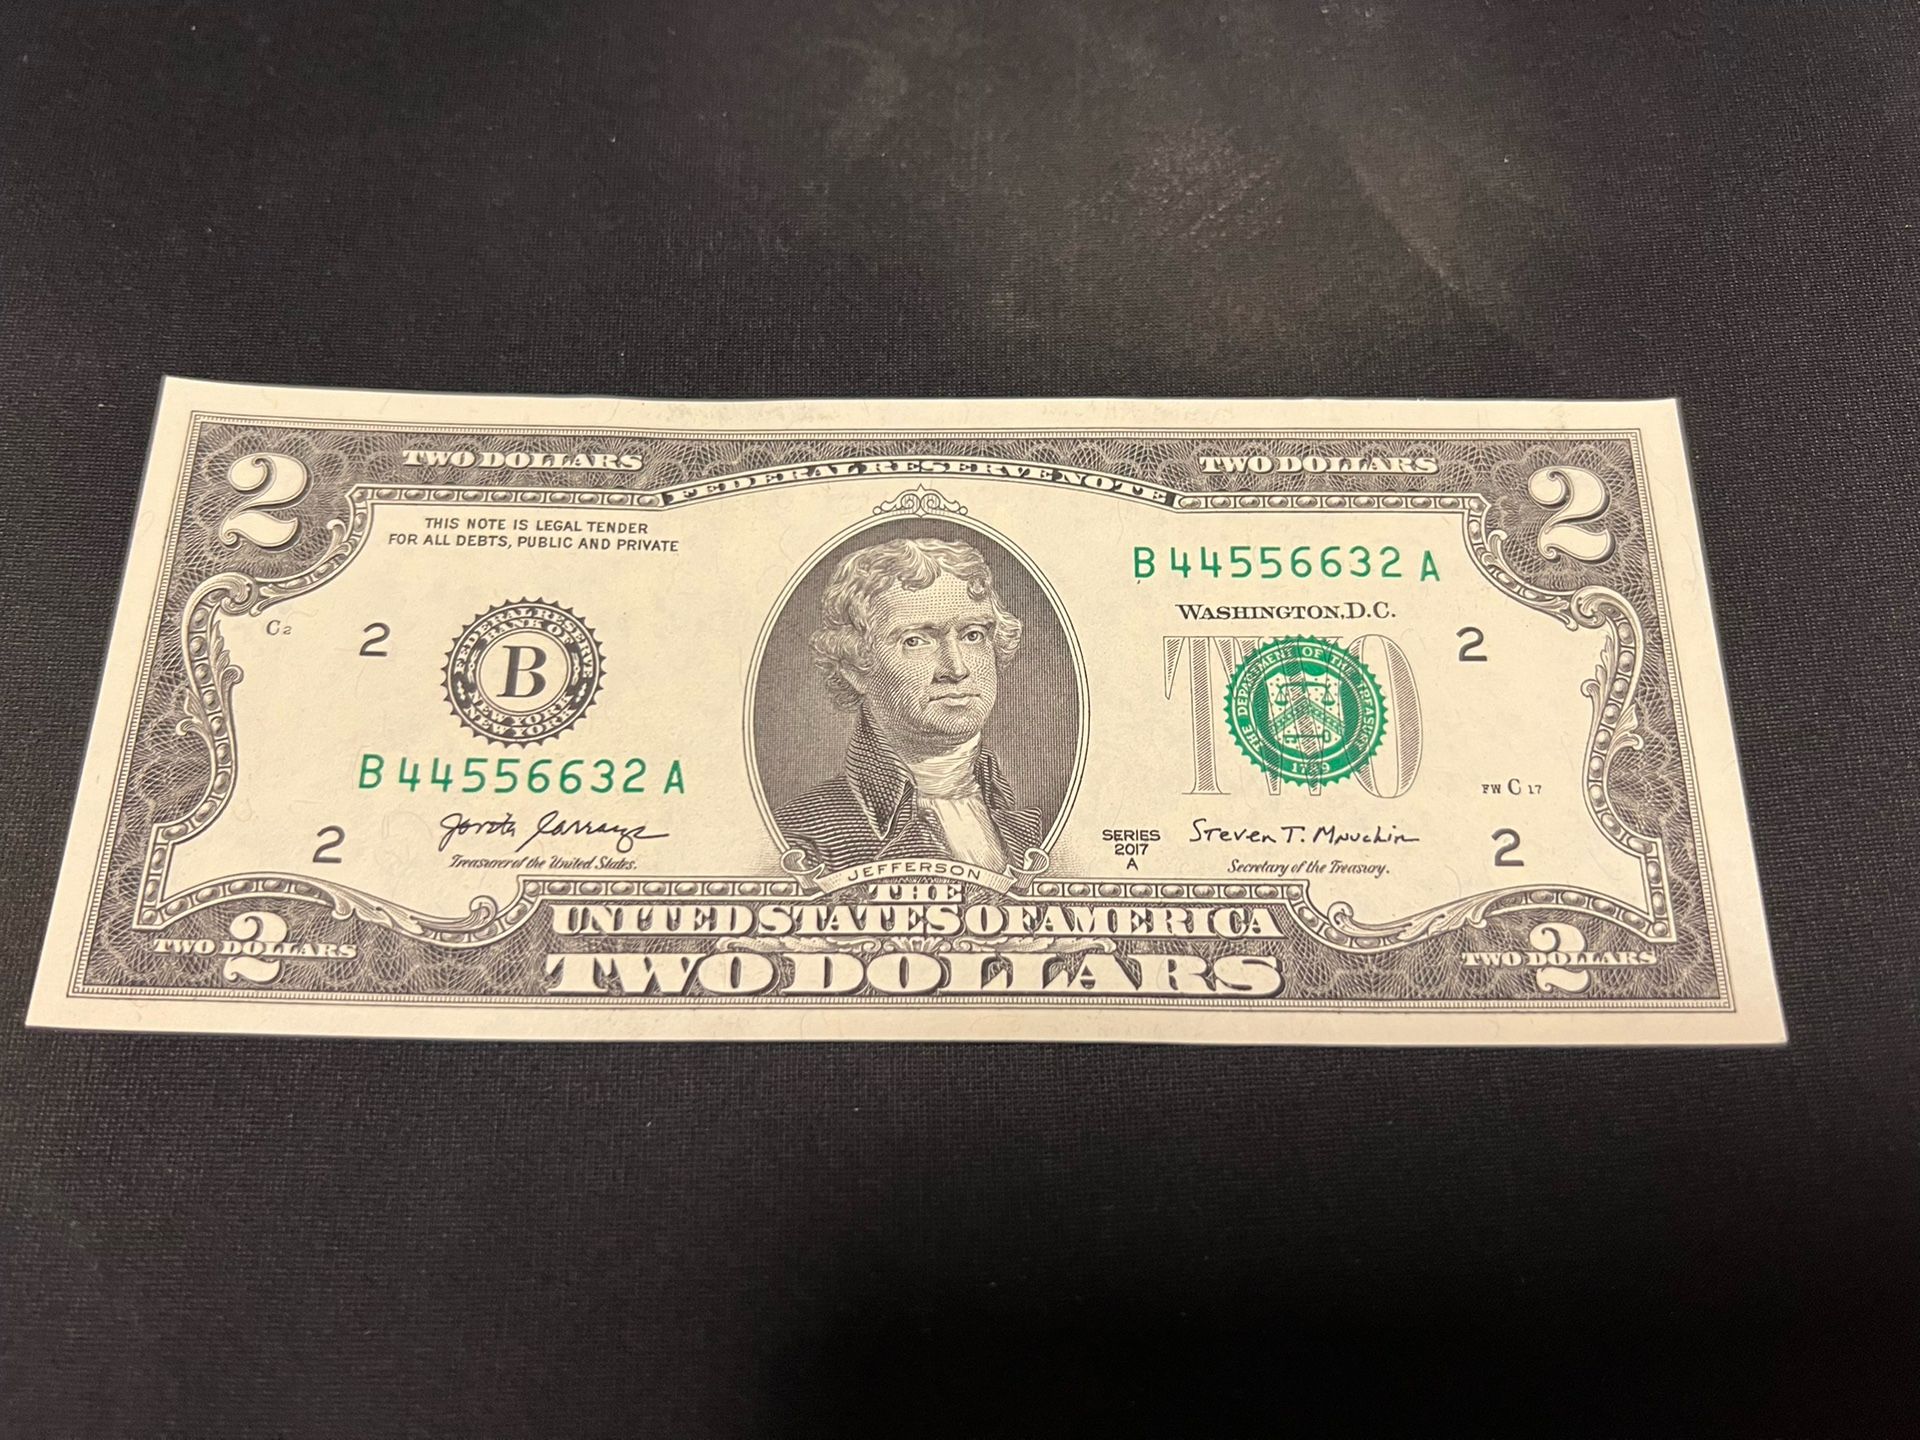 2 TWO DOLLARS FEDERAL RESERVE NOTE TWO DOLLARS 2
THIS NOTE IS LEGAL TENDER
FOR ALL DEBTS, PUBLIC AND PRIVATE
B 44556632 A
WASHINGTON, D.C.
C2
2
FEDERAL RESERVE
BANK OF
B
NEW YORK
NEW YORK
TWO
THE DEPARTMENT OF THE TREASURY
1789
2
B 44556632 A
FW C 17
2
Jovita Carranza
Treasurer of the United States.
JEFFERSON
SERIES
2017
A
Steven T. Mnuchin
Secretary of the Treasury.
2
THE
UNITED STATES OF AMERICA
TWO DOLLARS 2
TWO DOLLARS
TWO DOLLARS 2